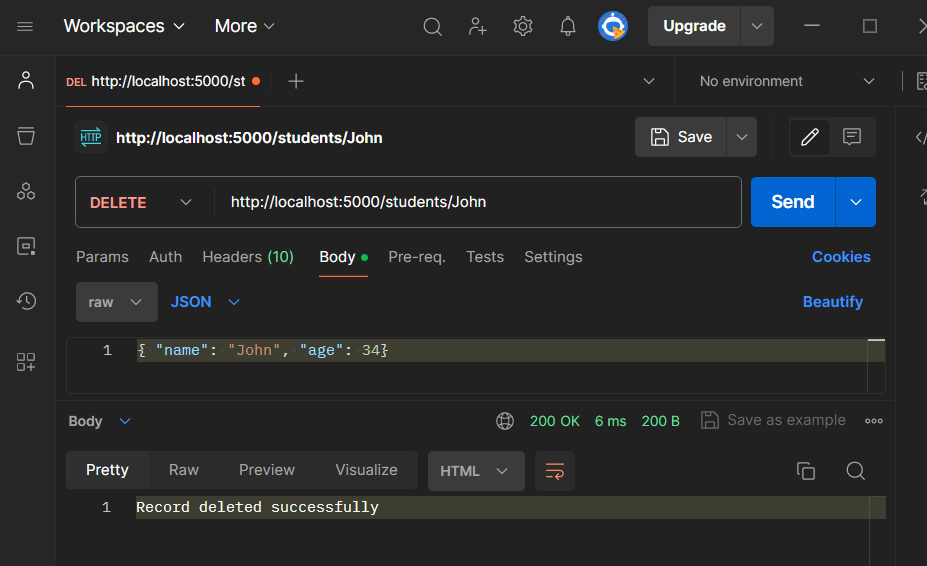 Workspaces More Upgrade
DEL http://localhost:5000/st No environment
HTTP http://localhost:5000/students/John Save
DELETE http://localhost:5000/students/John Send
Params Auth Headers (10) Body Pre-req. Tests Settings Cookies
raw JSON Beautify
1 { "name": "John", "age": 34}
Body 200 OK 6 ms 200 B Save as example
Pretty Raw Preview Visualize HTML
1 Record deleted successfully